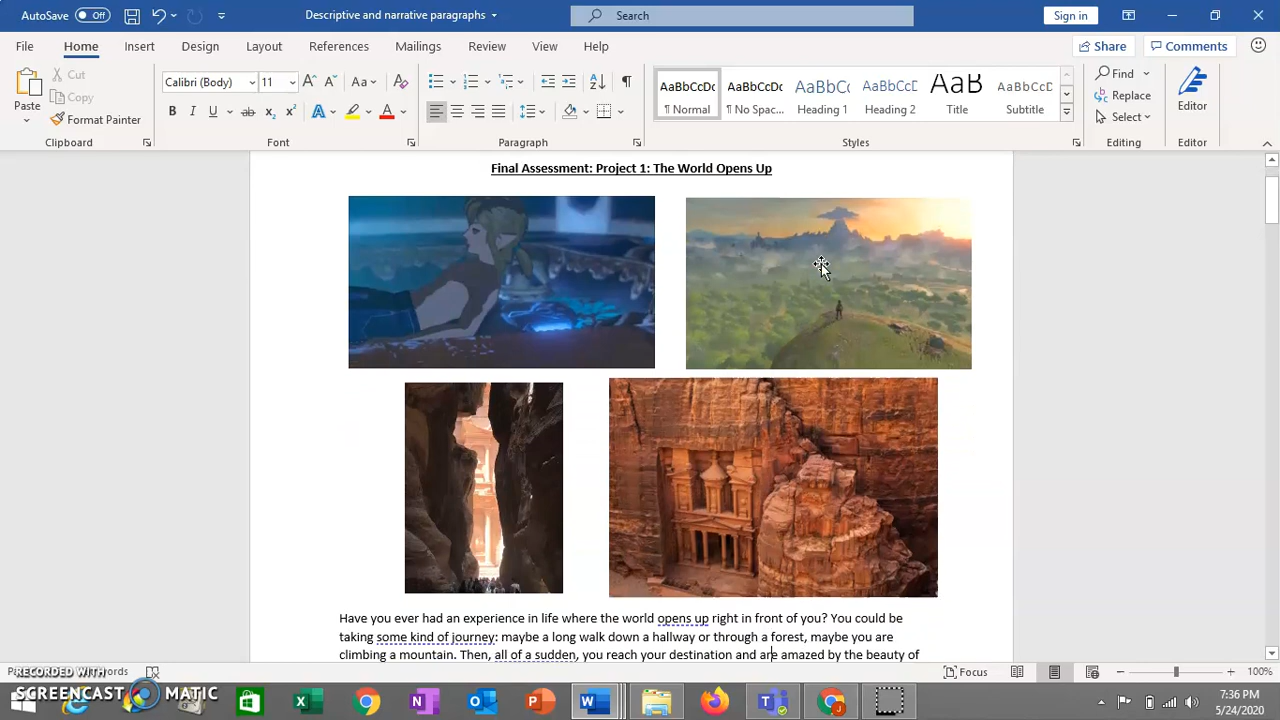 AutoSave Off Descriptive and narrative paragraphs Search Sign in
File Home Insert Design Layout References Mailings Review View Help Share Comments
Paste Cut Copy Format Painter
Calibri (Body) 11
AaBbCcDc AaBbCcDc AaBbCc AaBbCcD AaB AaBbCcD
¶ Normal ¶ No Spac... Heading 1 Heading 2 Title Subtitle
Find Replace Select Editor
Clipboard Font Paragraph Styles Editing Editor
Final Assessment: Project 1: The World Opens Up
Have you ever had an experience in life where the world opens up right in front of you? You could be
taking some kind of journey: maybe a long walk down a hallway or through a forest, maybe you are
climbing a mountain. Then, all of a sudden, you reach your destination and are amazed by the beauty of
words Focus 100%
RECORDED WITH
SCREENCAST MATIC
7:36 PM
5/24/2020